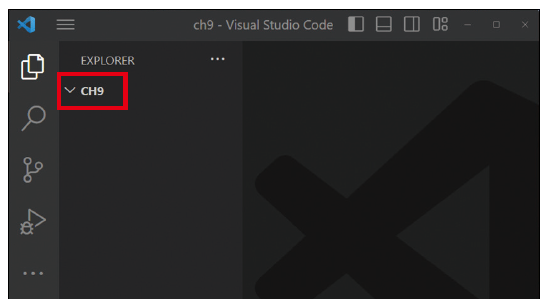 ch9 - Visual Studio Code
EXPLORER
CH9